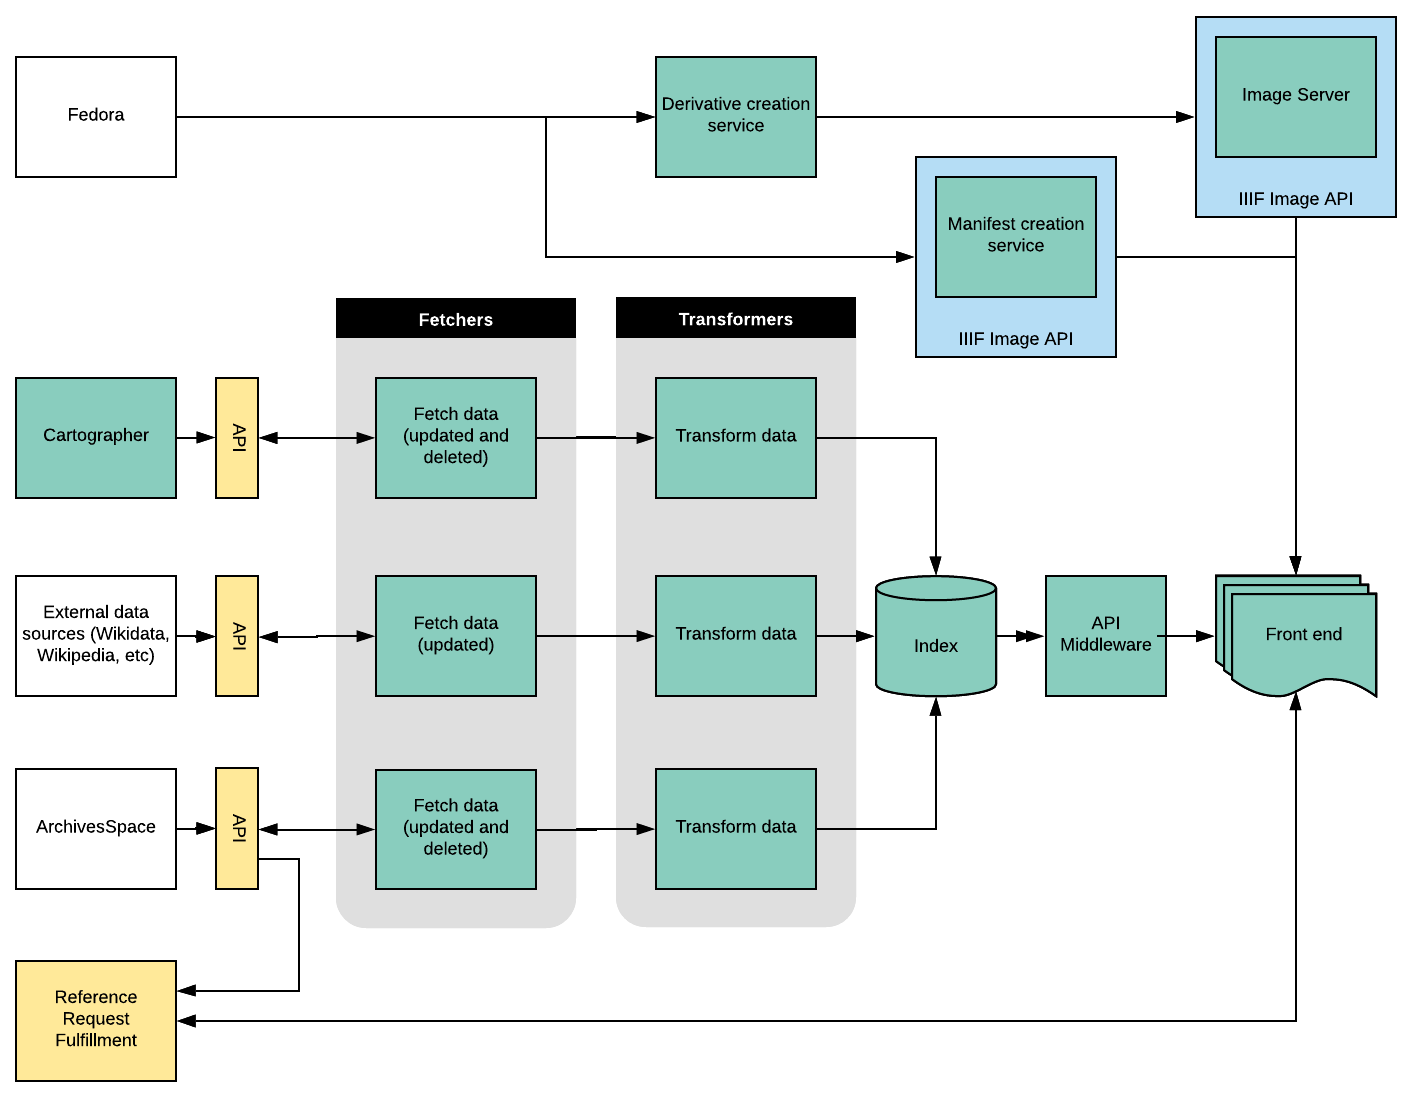 Fedora
Derivative creation
service
Image Server
IIIF Image API
Manifest creation
service
IIIF Image API
Fetchers
Transformers
Cartographer
API
Fetch data
(updated and
deleted)
Transform data
External data
sources (Wikidata,
Wikipedia, etc)
API
Fetch data
(updated)
Transform data
Index
API
Middleware
Front end
ArchivesSpace
API
Fetch data
(updated and
deleted)
Transform data
Reference
Request
Fulfillment